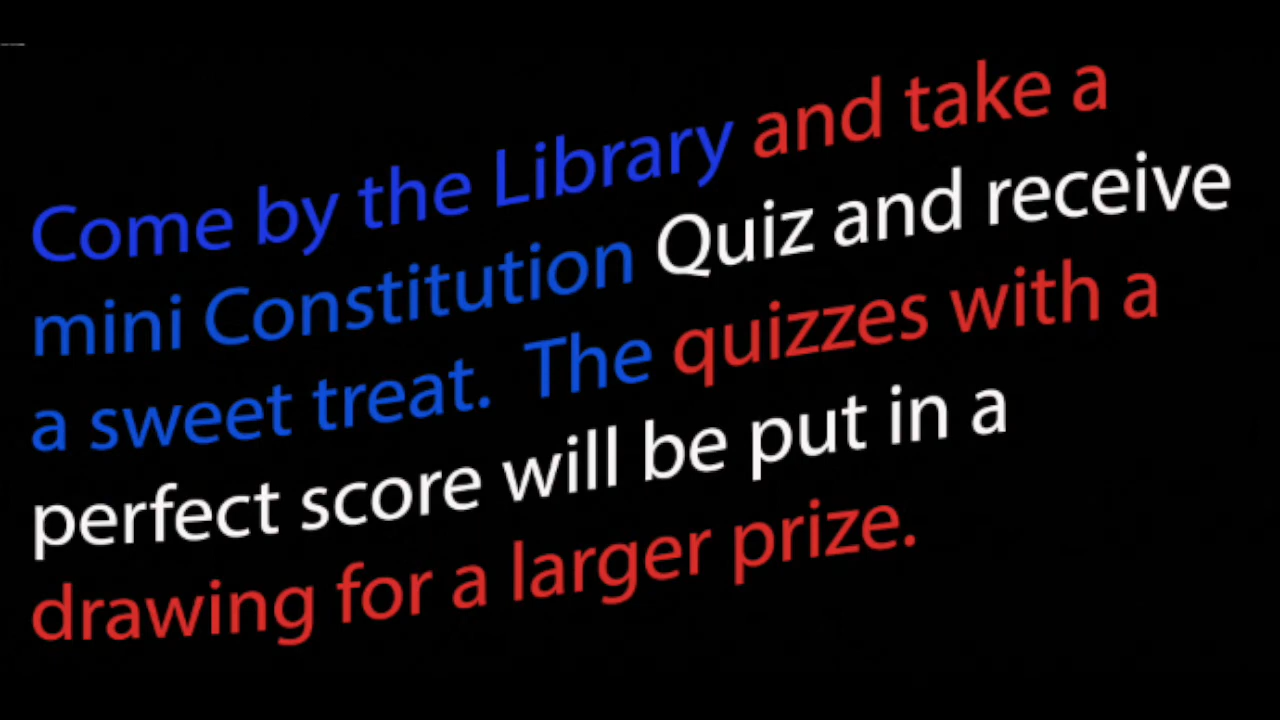 Come by the Library and take a
mini Constitution Quiz and receive
a sweet treat.  The quizzes with a
perfect score will be put in a
drawing for a larger prize.